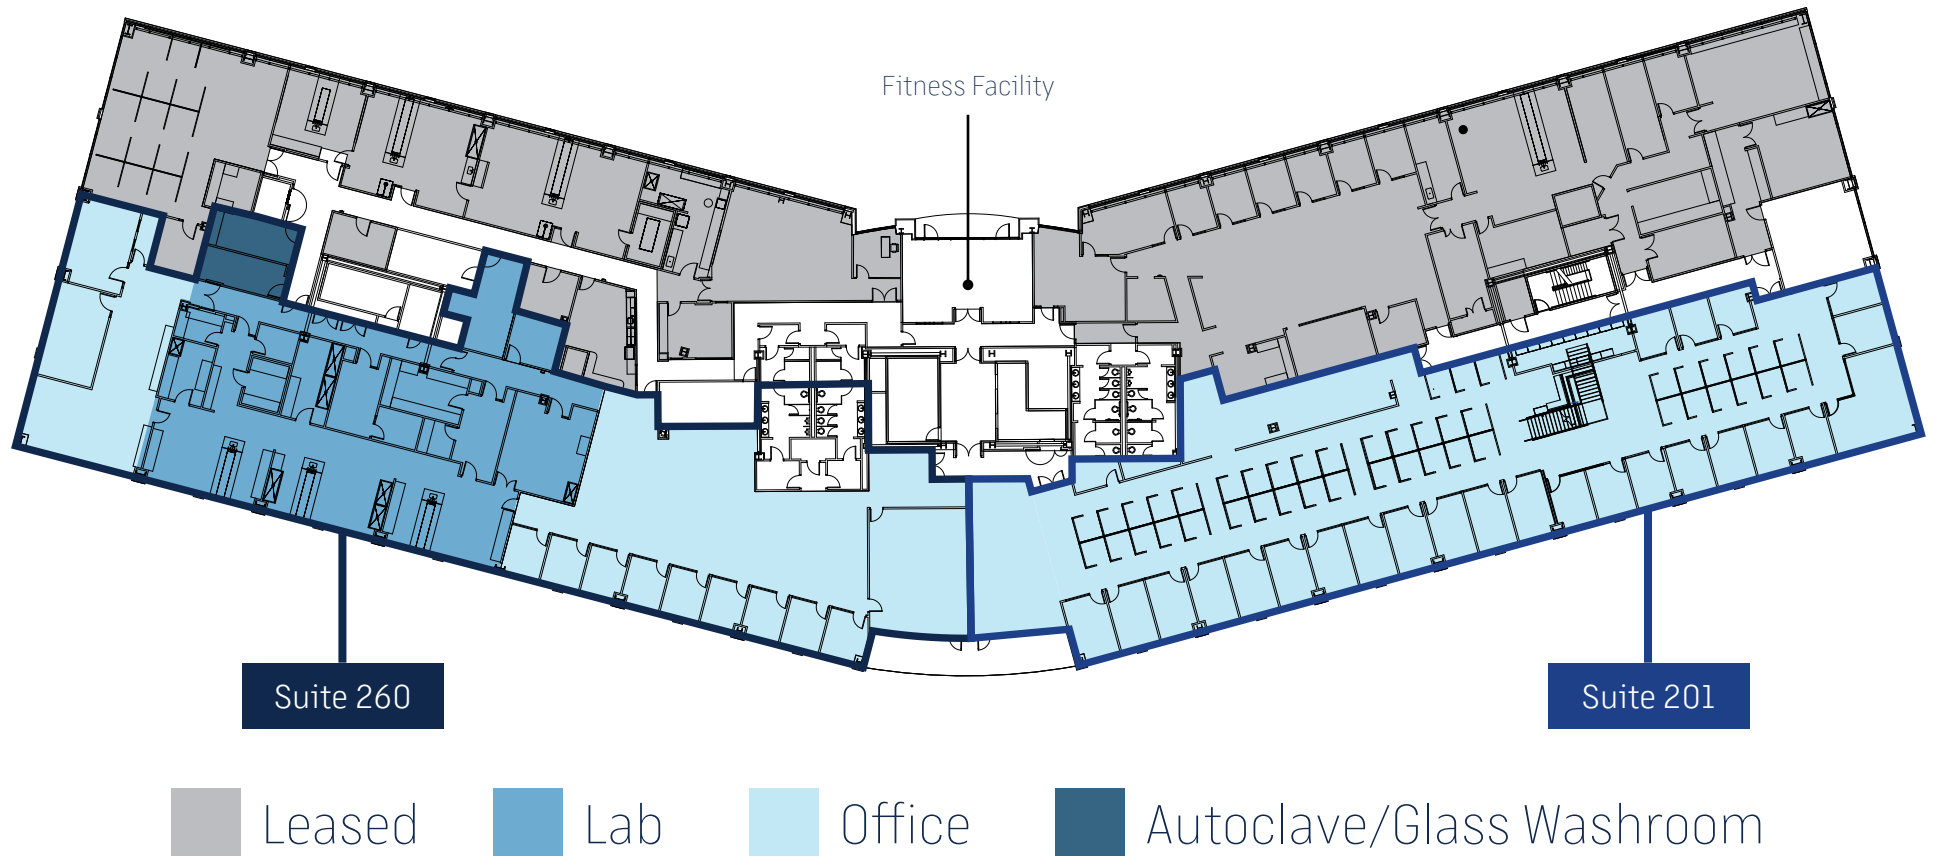 Fitness Facility
Suite 260
Suite 201
Leased
Lab
Office
Autoclave/Glass Washroom